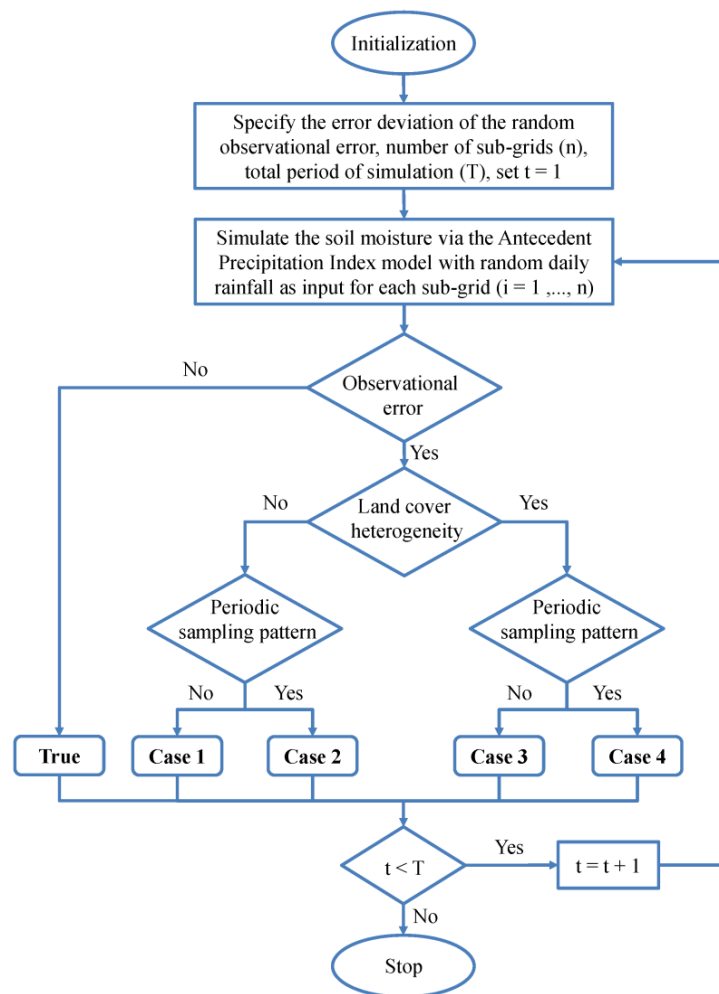 Initialization
Specify the error deviation of the random
observational error, number of sub-grids (n),
total period of simulation (T), set t = 1
Simulate the soil moisture via the Antecedent
Precipitation Index model with random daily
rainfall as input for each sub-grid (i = 1 ,..., n)
No
Observational
error
Yes
No
Land cover
heterogeneity
Yes
Periodic
sampling pattern
Periodic
sampling pattern
No
Yes
No
Yes
True
Case 1
Case 2
Case 3
Case 4
t < T
Yes
t = t + 1
No
Stop